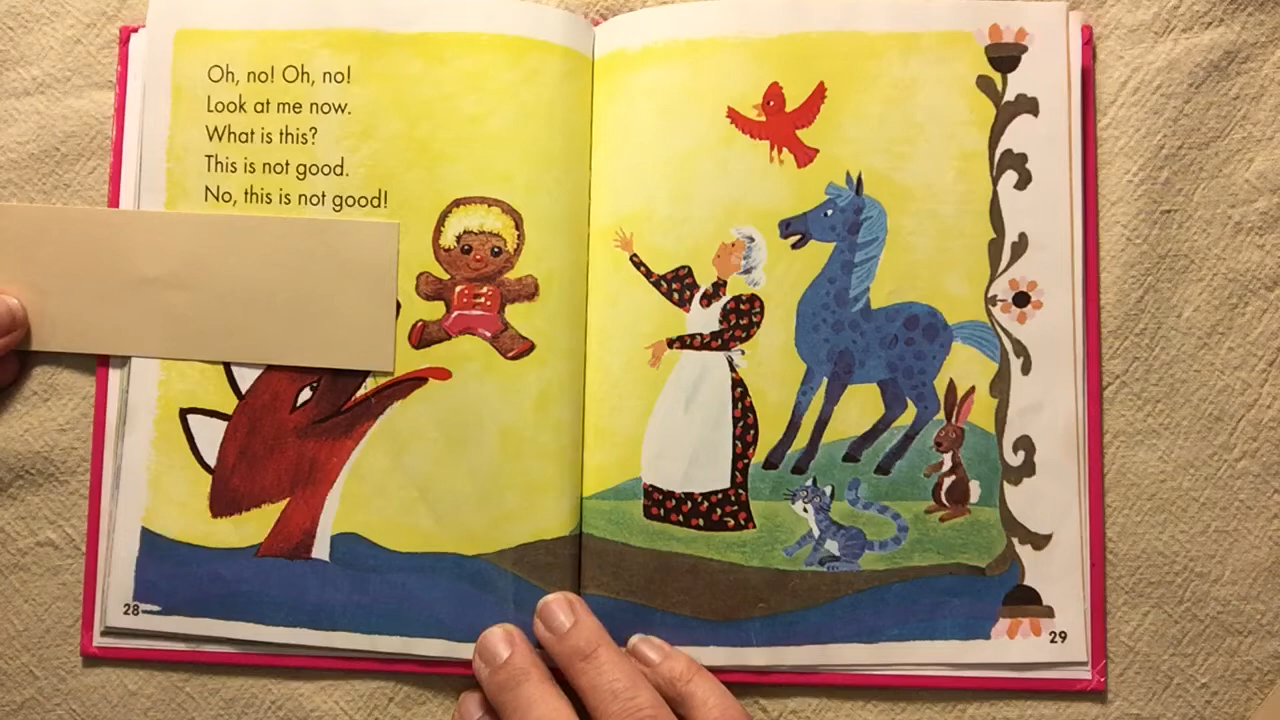 Oh, no! Oh, no!
Look at me now.
What is this?
This is not good.
No, this is not good!
28
29